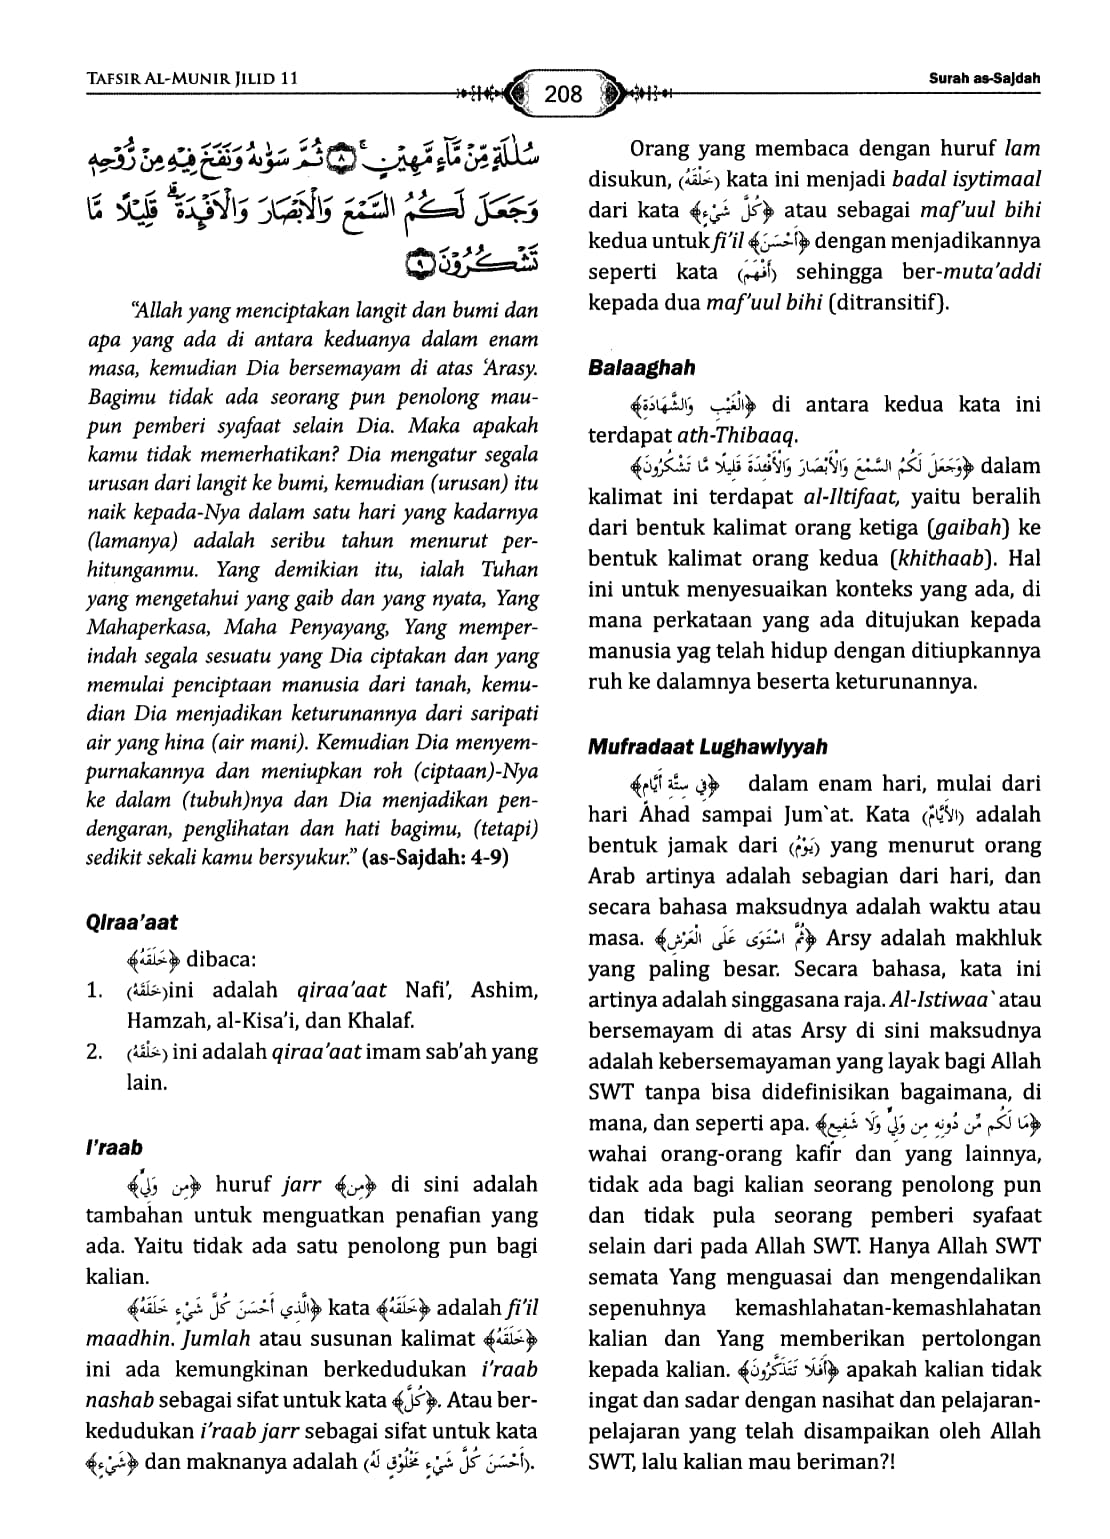 TAFSIR AL-MUNIR JILID 11
208
Surah as-Sajdah
سُلٰلَةٍ مِّنْ مَّاۤءٍ مَّهِيْنٍ ۚ ۝٨ ثُمَّ سَوّٰىهُ وَنَفَخَ فِيْهِ مِنْ رُّوْحِهٖ
وَجَعَلَ لَكُمُ السَّمْعَ وَالْاَبْصَارَ وَالْاَفْـِٕدَةَ ۗ قَلِيْلًا مَّا
تَشْكُرُوْنَ ۝٩
“Allah yang menciptakan langit dan bumi dan
apa yang ada di antara keduanya dalam enam
masa, kemudian Dia bersemayam di atas ‘Arasy.
Bagimu tidak ada seorang pun penolong mau-
pun pemberi syafaat selain Dia. Maka apakah
kamu tidak memerhatikan? Dia mengatur segala
urusan dari langit ke bumi, kemudian (urusan) itu
naik kepada-Nya dalam satu hari yang kadarnya
(lamanya) adalah seribu tahun menurut per-
hitunganmu. Yang demikian itu, ialah Tuhan
yang mengetahui yang gaib dan yang nyata, Yang
Mahaperkasa, Maha Penyayang, Yang memper-
indah segala sesuatu yang Dia ciptakan dan yang
memulai penciptaan manusia dari tanah, kemu-
dian Dia menjadikan keturunannya dari saripati
air yang hina (air mani). Kemudian Dia menyem-
purnakannya dan meniupkan roh (ciptaan)-Nya
ke dalam (tubuh)nya dan Dia menjadikan pen-
dengaran, penglihatan dan hati bagimu, (tetapi)
sedikit sekali kamu bersyukur.” (as-Sajdah: 4-9)
Qiraa’aat
﴿خَلَقَهُ﴾ dibaca:
1. (خَلَقَهُ)ini adalah qiraa’aat Nafi’, Ashim,
Hamzah, al-Kisa’i, dan Khalaf.
2. (خَلْقَهُ) ini adalah qiraa’aat imam sab’ah yang
lain.
I’raab
﴿مِن وَلِيٍّ﴾ huruf jarr ﴿مِن﴾ di sini adalah
tambahan untuk menguatkan penafian yang
ada. Yaitu tidak ada satu penolong pun bagi
kalian.
﴿الَّذِي أَحْسَنَ كُلَّ شَيْءٍ خَلَقَهُ﴾ kata ﴿خَلَقَهُ﴾ adalah fi’il
maadhin. Jumlah atau susunan kalimat ﴿خَلَقَهُ﴾
ini ada kemungkinan berkedudukan i’raab
nashab sebagai sifat untuk kata ﴿كُلَّ﴾. Atau ber-
kedudukan i’raab jarr sebagai sifat untuk kata
﴿شَيْءٍ﴾ dan maknanya adalah (أَحْسَنَ كُلَّ شَيْءٍ مَخْلُوْقٍ لَهُ).
Orang yang membaca dengan huruf lam
disukun, (خَلْقَهُ) kata ini menjadi badal isytimaal
dari kata ﴿كُلَّ شَيْءٍ﴾ atau sebagai maf’uul bihi
kedua untuk fi’il ﴿أَحْسَنَ﴾ dengan menjadikannya
seperti kata (أَفْهَمَ) sehingga ber-muta’addi
kepada dua maf’uul bihi (ditransitif).
Balaaghah
﴿الْغَيْبِ وَالشَّهَادَةِ﴾ di antara kedua kata ini
terdapat ath-Thibaaq.
﴿وَجَعَلَ لَكُمُ السَّمْعَ وَالْأَبْصَارَ وَالْأَفْئِدَةَ قَلِيلًا مَّا تَشْكُرُونَ﴾ dalam
kalimat ini terdapat al-Iltifaat, yaitu beralih
dari bentuk kalimat orang ketiga (gaibah) ke
bentuk kalimat orang kedua (khithaab). Hal
ini untuk menyesuaikan konteks yang ada, di
mana perkataan yang ada ditujukan kepada
manusia yag telah hidup dengan ditiupkannya
ruh ke dalamnya beserta keturunannya.
Mufradaat Lughawiyyah
﴿فِي سِتَّةِ أَيَّامٍ﴾ dalam enam hari, mulai dari
hari Ahad sampai Jum`at. Kata (الْأَيَّامُ) adalah
bentuk jamak dari (يَوْمٌ) yang menurut orang
Arab artinya adalah sebagian dari hari, dan
secara bahasa maksudnya adalah waktu atau
masa. ﴿ثُمَّ اسْتَوَى عَلَى الْعَرْشِ﴾ Arsy adalah makhluk
yang paling besar. Secara bahasa, kata ini
artinya adalah singgasana raja. Al-Istiwaa` atau
bersemayam di atas Arsy di sini maksudnya
adalah kebersemayaman yang layak bagi Allah
SWT tanpa bisa didefinisikan bagaimana, di
mana, dan seperti apa. ﴿مَا لَكُم مِّن دُونِهِ مِن وَلِيٍّ وَلَا شَفِيعٍ﴾
wahai orang-orang kafir dan yang lainnya,
tidak ada bagi kalian seorang penolong pun
dan tidak pula seorang pemberi syafaat
selain dari pada Allah SWT. Hanya Allah SWT
semata Yang menguasai dan mengendalikan
sepenuhnya kemashlahatan-kemashlahatan
kalian dan Yang memberikan pertolongan
kepada kalian. ﴿أَفَلَا تَتَذَكَّرُونَ﴾ apakah kalian tidak
ingat dan sadar dengan nasihat dan pelajaran-
pelajaran yang telah disampaikan oleh Allah
SWT, lalu kalian mau beriman?!